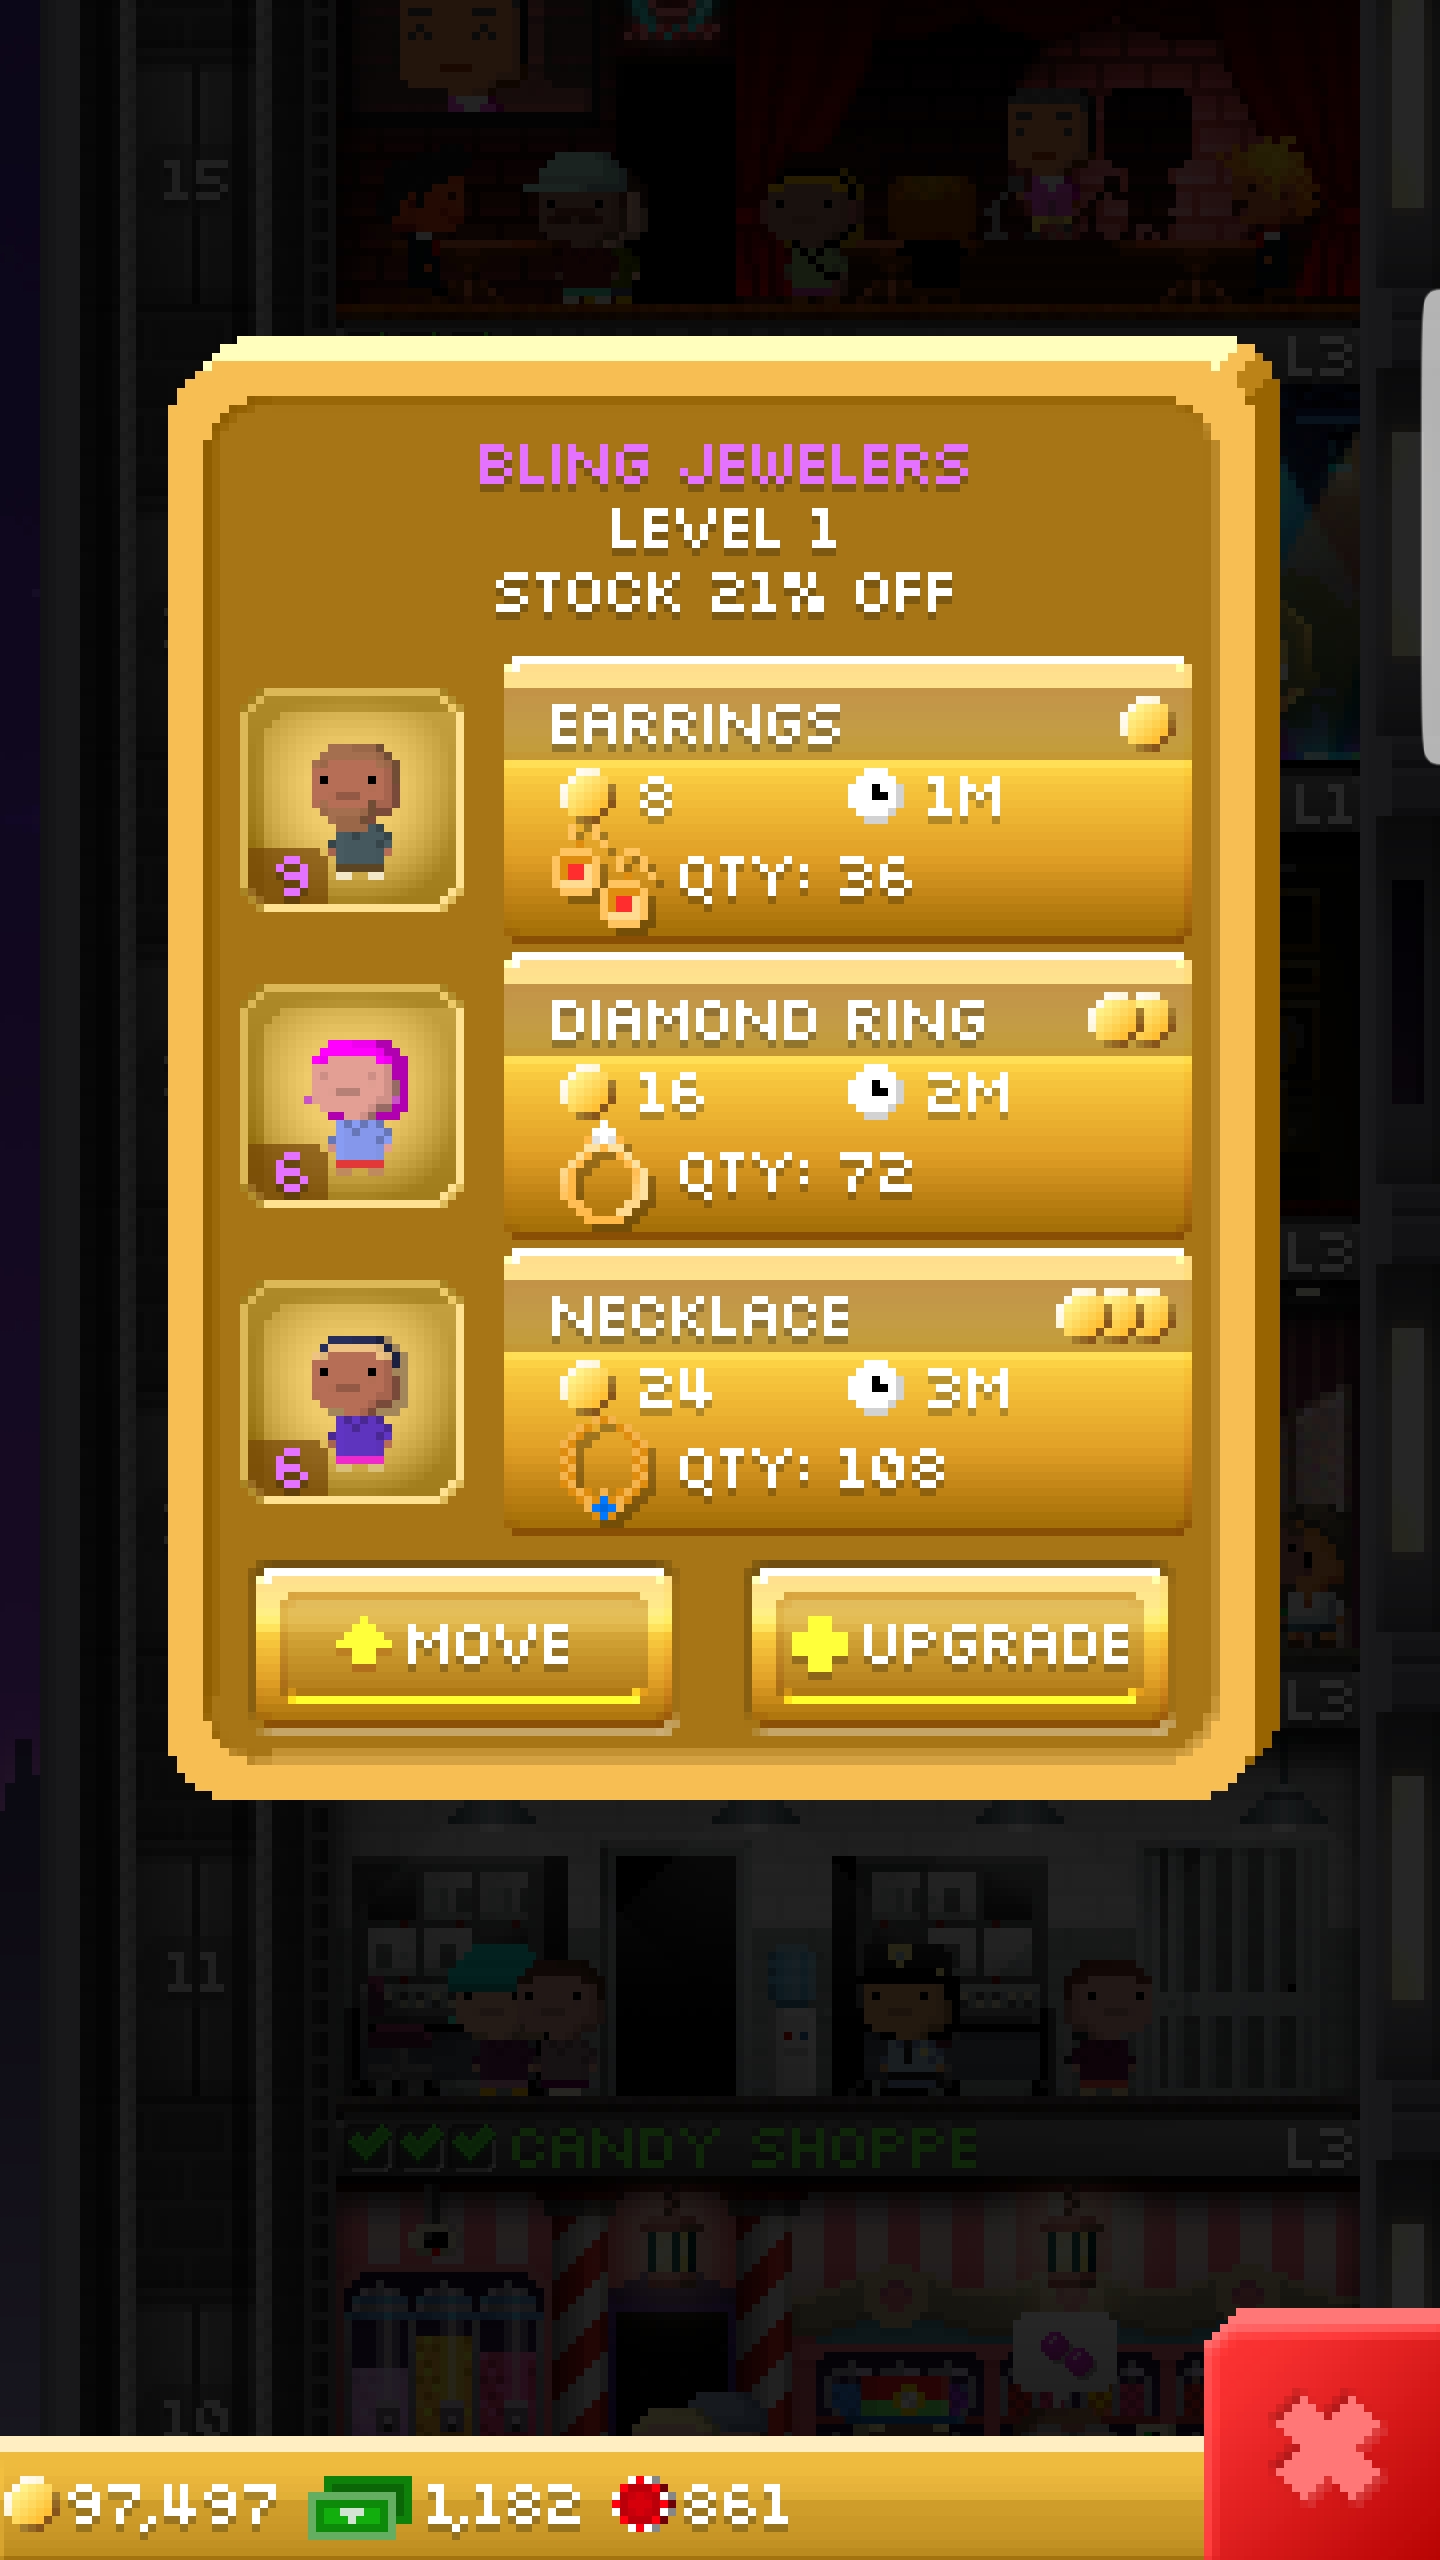 15
L3
BLING JEWELERS
LEVEL 1
STOCK 21% OFF
EARRINGS
8 1M
L1
9
QTY: 36
DIAMOND RING
16 2M
6
QTY: 72
L3
NECKLACE
24 3M
6
QTY: 108
MOVE UPGRADE
L3
11
CANDY SHOPPE L3
10
97,497 1,182 861